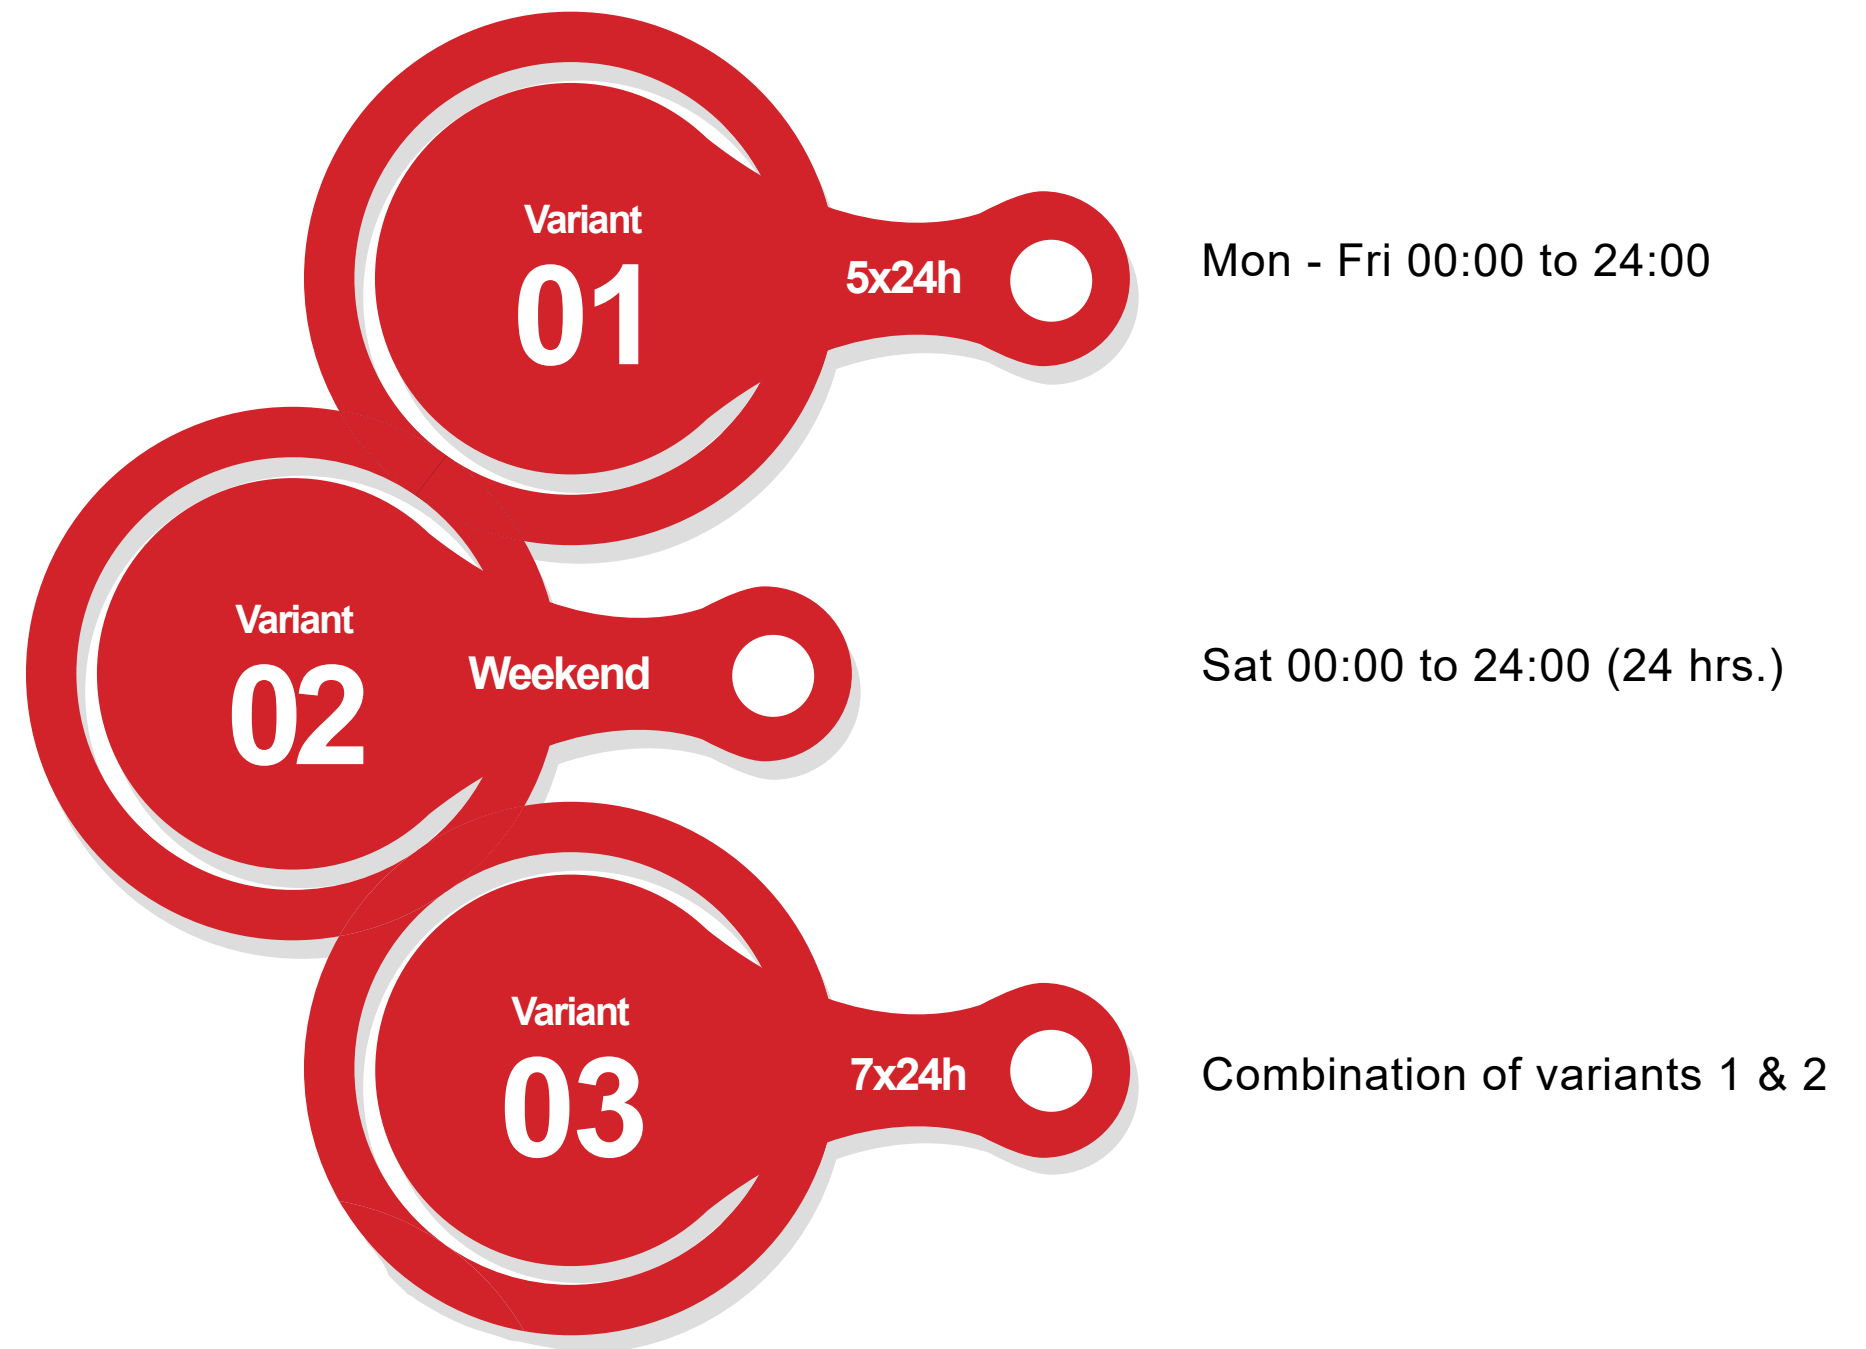 Variant
01
5x24h
Mon - Fri 00:00 to 24:00
Variant
02
Weekend
Sat 00:00 to 24:00 (24 hrs.)
Variant
03
7x24h
Combination of variants 1 & 2